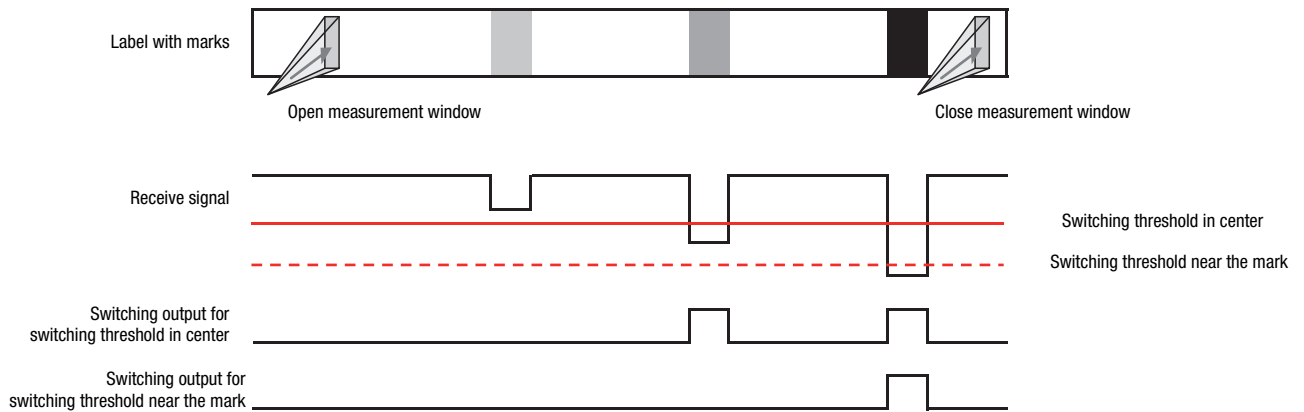 Label with marks
Open measurement window
Close measurement window
Receive signal
Switching threshold in center
Switching threshold near the mark
Switching output for
switching threshold in center
Switching output for
switching threshold near the mark